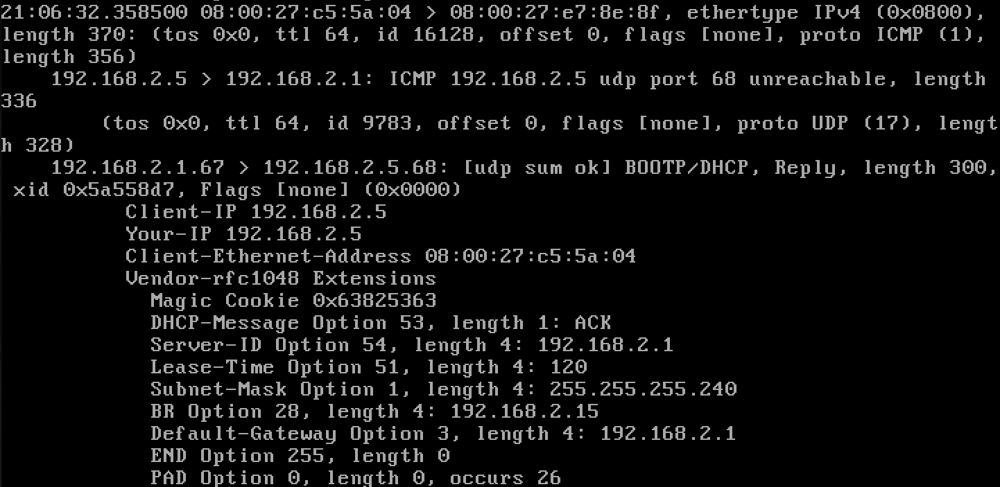 21:06:32.358500 08:00:27:c5:5a:04 > 08:00:27:e7:8e:8f, ethertype IPv4 (0x0800),
length 370: (tos 0x0, ttl 64, id 16128, offset 0, flags [none], proto ICMP (1),
length 356)
    192.168.2.5 > 192.168.2.1: ICMP 192.168.2.5 udp port 68 unreachable, length
336
        (tos 0x0, ttl 64, id 9783, offset 0, flags [none], proto UDP (17), lengt
h 328)
    192.168.2.1.67 > 192.168.2.5.68: [udp sum ok] BOOTP/DHCP, Reply, length 300,
 xid 0x5a558d7, Flags [none] (0x0000)
          Client-IP 192.168.2.5
          Your-IP 192.168.2.5
          Client-Ethernet-Address 08:00:27:c5:5a:04
          Vendor-rfc1048 Extensions
            Magic Cookie 0x63825363
            DHCP-Message Option 53, length 1: ACK
            Server-ID Option 54, length 4: 192.168.2.1
            Lease-Time Option 51, length 4: 120
            Subnet-Mask Option 1, length 4: 255.255.255.240
            BR Option 28, length 4: 192.168.2.15
            Default-Gateway Option 3, length 4: 192.168.2.1
            END Option 255, length 0
            PAD Option 0, length 0, occurs 26